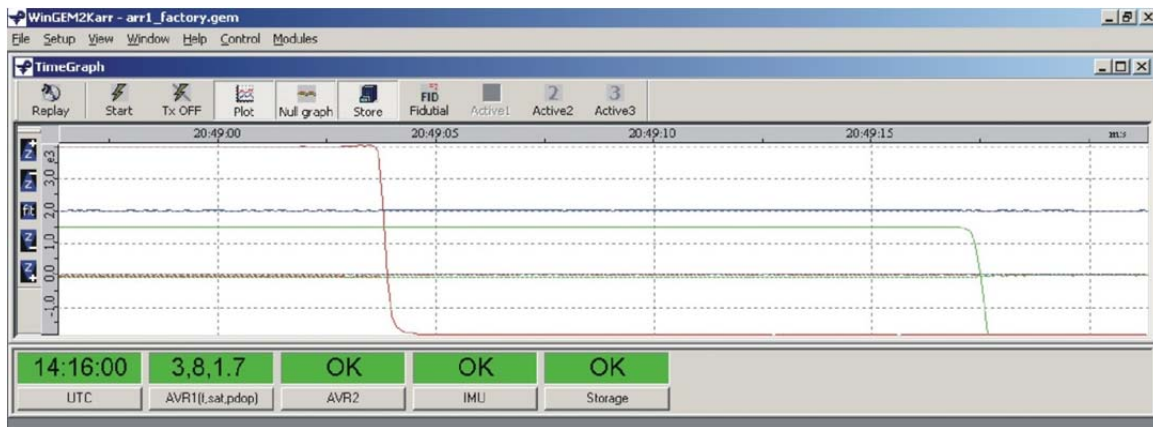 WinGEM2Karr - arr1_factory.gem
File Setup View Window Help Control Modules
TimeGraph
Replay Start Tx OFF Plot Null graph Store FID Fidutial Active1 2 Active2 3 Active3
20:49:00 20:49:05 20:49:10 20:49:15 m:s
Z e3
Z 3,0
fit 2,0
Z 1,0
Z 0,0
-1,0
14:16:00 3,8,1.7 OK OK OK
UTC AVR1(t,sat,pdop) AVR2 IMU Storage